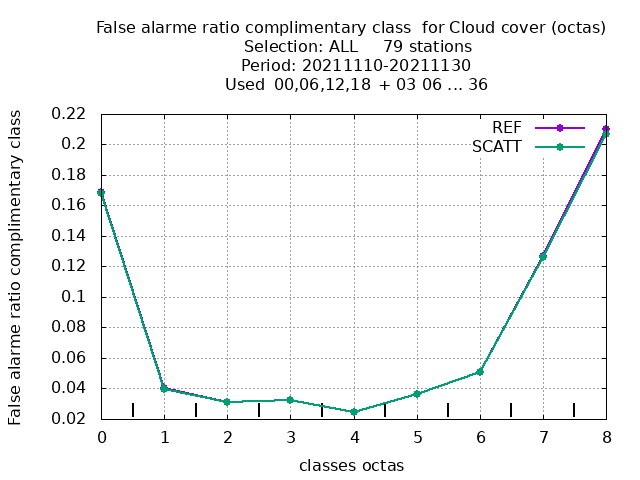 False alarme ratio complimentary class  for Cloud cover (octas)
Selection: ALL     79 stations
Period: 20211110-20211130
Used  00,06,12,18 + 03 06 ... 36
False alarme ratio complimentary class
0.22
0.2
0.18
0.16
0.14
0.12
0.1
0.08
0.06
0.04
0.02
REF
SCATT
0 1 2 3 4 5 6 7 8
classes octas